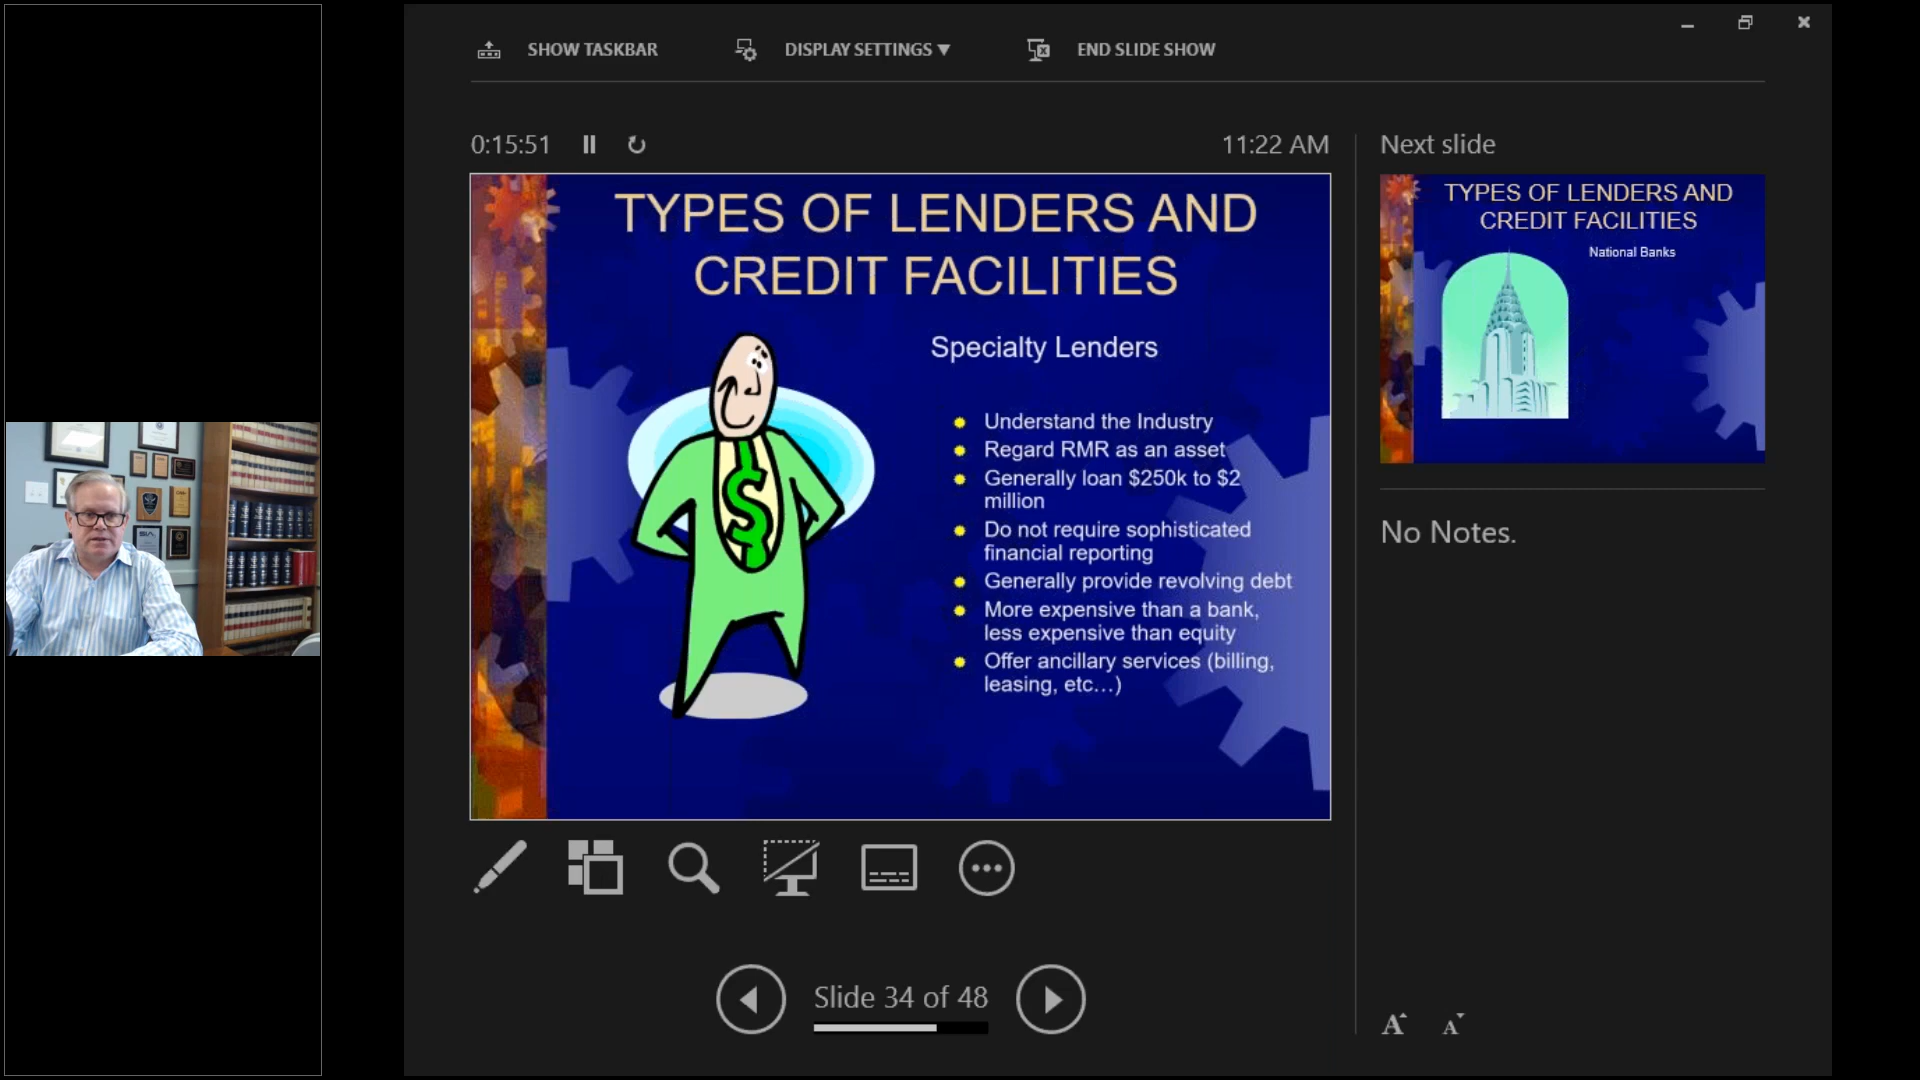 SHOW TASKBAR
DISPLAY SETTINGS ▼
END SLIDE SHOW
0:15:51
11:22 AM
TYPES OF LENDERS AND
CREDIT FACILITIES
$
Specialty Lenders
Understand the Industry
Regard RMR as an asset
Generally loan $250k to $2
million
Do not require sophisticated
financial reporting
Generally provide revolving debt
More expensive than a bank,
less expensive than equity
Offer ancillary services (billing,
leasing, etc...)
Slide 34 of 48
Next slide
TYPES OF LENDERS AND
CREDIT FACILITIES
National Banks
No Notes.
A
A